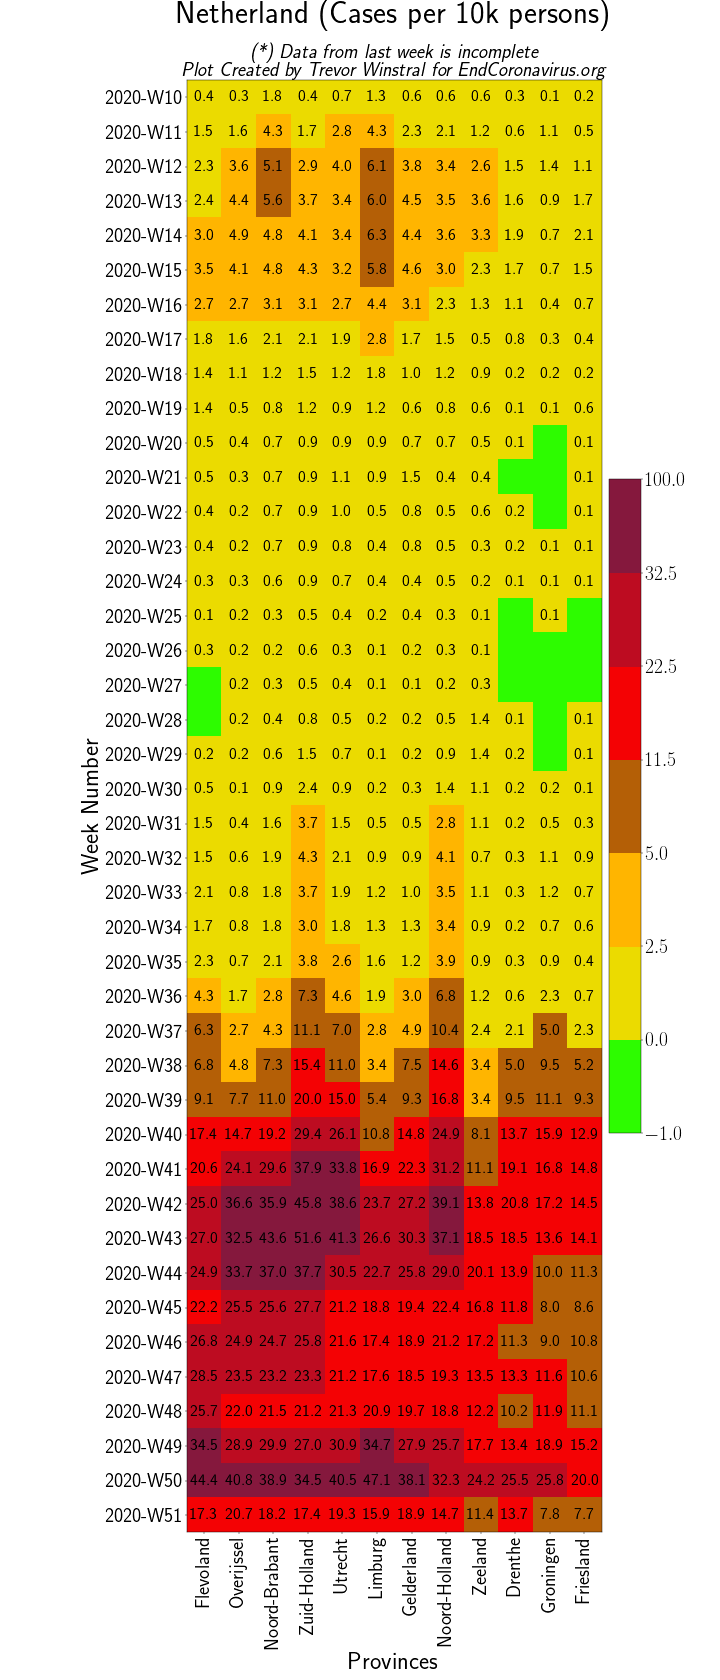 Netherland (Cases per 10k persons)
(*) Data from last week is incomplete
Plot Created by Trevor Winstral for EndCoronavirus.org
2020-W10 0.4 0.3 1.8 0.4 0.7 1.3 0.6 0.6 0.6 0.3 0.1 0.2
2020-W11 1.5 1.6 4.3 1.7 2.8 4.3 2.3 2.1 1.2 0.6 1.1 0.5
2020-W12 2.3 3.6 5.1 2.9 4.0 6.1 3.8 3.4 2.6 1.5 1.4 1.1
2020-W13 2.4 4.4 5.6 3.7 3.4 6.0 4.5 3.5 3.6 1.6 0.9 1.7
2020-W14 3.0 4.9 4.8 4.1 3.4 6.3 4.4 3.6 3.3 1.9 0.7 2.1
2020-W15 3.5 4.1 4.8 4.3 3.2 5.8 4.6 3.0 2.3 1.7 0.7 1.5
2020-W16 2.7 2.7 3.1 3.1 2.7 4.4 3.1 2.3 1.3 1.1 0.4 0.7
2020-W17 1.8 1.6 2.1 2.1 1.9 2.8 1.7 1.5 0.5 0.8 0.3 0.4
2020-W18 1.4 1.1 1.2 1.5 1.2 1.8 1.0 1.2 0.9 0.2 0.2 0.2
2020-W19 1.4 0.5 0.8 1.2 0.9 1.2 0.6 0.8 0.6 0.1 0.1 0.6
2020-W20 0.5 0.4 0.7 0.9 0.9 0.9 0.7 0.7 0.5 0.1 0.1
2020-W21 0.5 0.3 0.7 0.9 1.1 0.9 1.5 0.4 0.4 0.1
2020-W22 0.4 0.2 0.7 0.9 1.0 0.5 0.8 0.5 0.6 0.2 0.1
2020-W23 0.4 0.2 0.7 0.9 0.8 0.4 0.8 0.5 0.3 0.2 0.1 0.1
2020-W24 0.3 0.3 0.6 0.9 0.7 0.4 0.4 0.5 0.2 0.1 0.1 0.1
2020-W25 0.1 0.2 0.3 0.5 0.4 0.2 0.4 0.3 0.1 0.1
2020-W26 0.3 0.2 0.2 0.6 0.3 0.1 0.2 0.3 0.1
2020-W27 0.2 0.3 0.5 0.4 0.1 0.1 0.2 0.3
2020-W28 0.2 0.4 0.8 0.5 0.2 0.2 0.5 1.4 0.1 0.1
2020-W29 0.2 0.2 0.6 1.5 0.7 0.1 0.2 0.9 1.4 0.2 0.1
2020-W30 0.5 0.1 0.9 2.4 0.9 0.2 0.3 1.4 1.1 0.2 0.2 0.1
2020-W31 1.5 0.4 1.6 3.7 1.5 0.5 0.5 2.8 1.1 0.2 0.5 0.3
2020-W32 1.5 0.6 1.9 4.3 2.1 0.9 0.9 4.1 0.7 0.3 1.1 0.9
2020-W33 2.1 0.8 1.8 3.7 1.9 1.2 1.0 3.5 1.1 0.3 1.2 0.7
2020-W34 1.7 0.8 1.8 3.0 1.8 1.3 1.3 3.4 0.9 0.2 0.7 0.6
2020-W35 2.3 0.7 2.1 3.8 2.6 1.6 1.2 3.9 0.9 0.3 0.9 0.4
2020-W36 4.3 1.7 2.8 7.3 4.6 1.9 3.0 6.8 1.2 0.6 2.3 0.7
2020-W37 6.3 2.7 4.3 11.1 7.0 2.8 4.9 10.4 2.4 2.1 5.0 2.3
2020-W38 6.8 4.8 7.3 15.4 11.0 3.4 7.5 14.6 3.4 5.0 9.5 5.2
2020-W39 9.1 7.7 11.0 20.0 15.0 5.4 9.3 16.8 3.4 9.5 11.1 9.3
2020-W40 17.4 14.7 19.2 29.4 26.1 10.8 14.8 24.9 8.1 13.7 15.9 12.9
2020-W41 20.6 24.1 29.6 37.9 33.8 16.9 22.3 31.2 11.1 19.1 16.8 14.8
2020-W42 25.0 36.6 35.9 45.8 38.6 23.7 27.2 39.1 13.8 20.8 17.2 14.5
2020-W43 27.0 32.5 43.6 51.6 41.3 26.6 30.3 37.1 18.5 18.5 13.6 14.1
2020-W44 24.9 33.7 37.0 37.7 30.5 22.7 25.8 29.0 20.1 13.9 10.0 11.3
2020-W45 22.2 25.5 25.6 27.7 21.2 18.8 19.4 22.4 16.8 11.8 8.0 8.6
2020-W46 26.8 24.9 24.7 25.8 21.6 17.4 18.9 21.2 17.2 11.3 9.0 10.8
2020-W47 28.5 23.5 23.2 23.3 21.2 17.6 18.5 19.3 13.5 13.3 11.6 10.6
2020-W48 25.7 22.0 21.5 21.2 21.3 20.9 19.7 18.8 12.2 10.2 11.9 11.1
2020-W49 34.5 28.9 29.9 27.0 30.9 34.7 27.9 25.7 17.7 13.4 18.9 15.2
2020-W50 44.4 40.8 38.9 34.5 40.5 47.1 38.1 32.3 24.2 25.5 25.8 20.0
2020-W51 17.3 20.7 18.2 17.4 19.3 15.9 18.9 14.7 11.4 13.7 7.8 7.7
Week Number
Flevoland
Overijssel
Noord-Brabant
Zuid-Holland
Utrecht
Limburg
Gelderland
Noord-Holland
Zeeland
Drenthe
Groningen
Friesland
Provinces
100.0
32.5
22.5
11.5
5.0
2.5
0.0
−1.0